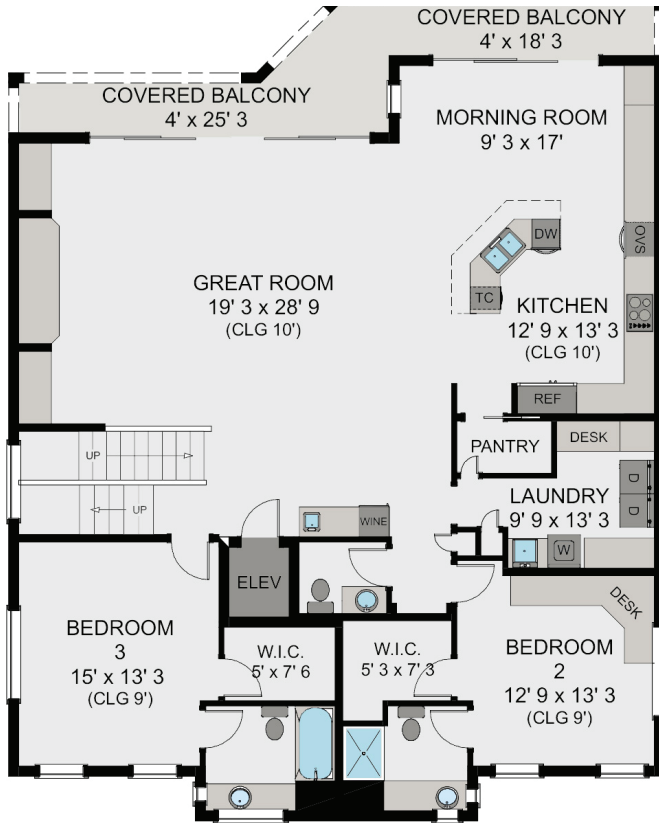 COVERED BALCONY
4' x 18' 3
COVERED BALCONY
4' x 25' 3
MORNING ROOM
9' 3 x 17'
DW
OVS
GREAT ROOM
19' 3 x 28' 9
(CLG 10')
TC
KITCHEN
12' 9 x 13' 3
(CLG 10')
REF
UP
PANTRY
DESK
UP
LAUNDRY
9' 9 x 13' 3
D
D
WINE
W
ELEV
DESK
BEDROOM
3
15' x 13' 3
(CLG 9')
W.I.C.
5' x 7' 6
W.I.C.
5' 3 x 7' 3
BEDROOM
2
12' 9 x 13' 3
(CLG 9')